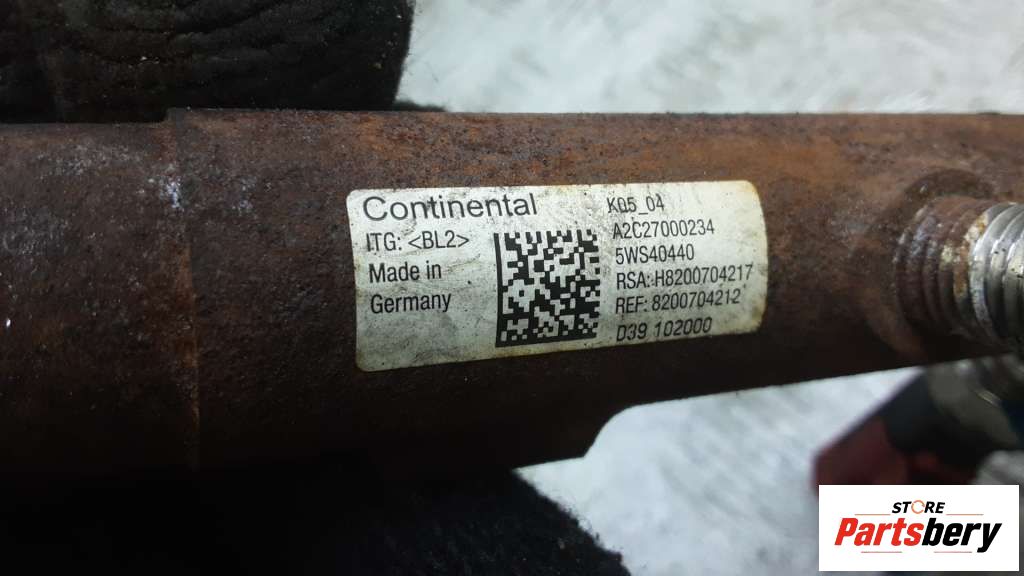 Continental
ITG: <BL2>
Made in
Germany
K05_04
A2C27000234
5WS40440
RSA: H8200704217
REF: 8200704212
D39 102000
STORE
Partsbery